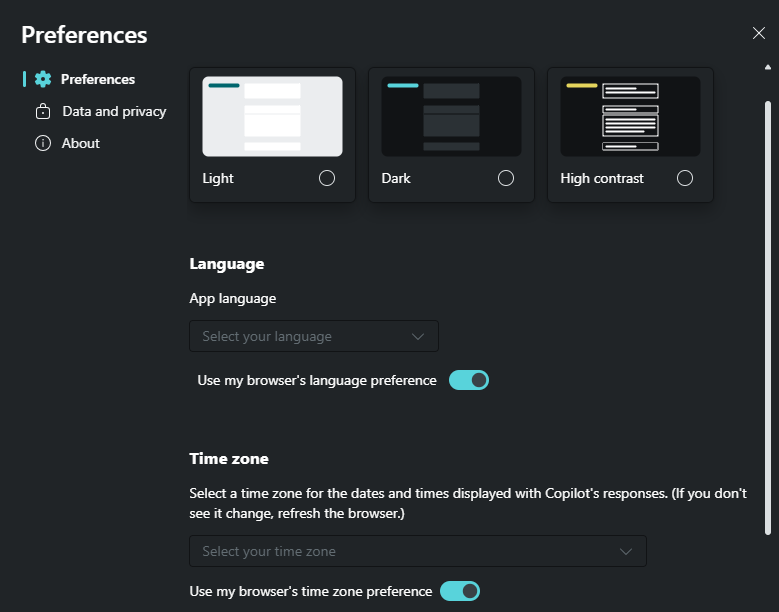 Preferences
Preferences
Data and privacy
About
Light
Dark
High contrast
Language
App language
Select your language
Use my browser's language preference
Time zone
Select a time zone for the dates and times displayed with Copilot's responses. (If you don't
see it change, refresh the browser.)
Select your time zone
Use my browser's time zone preference